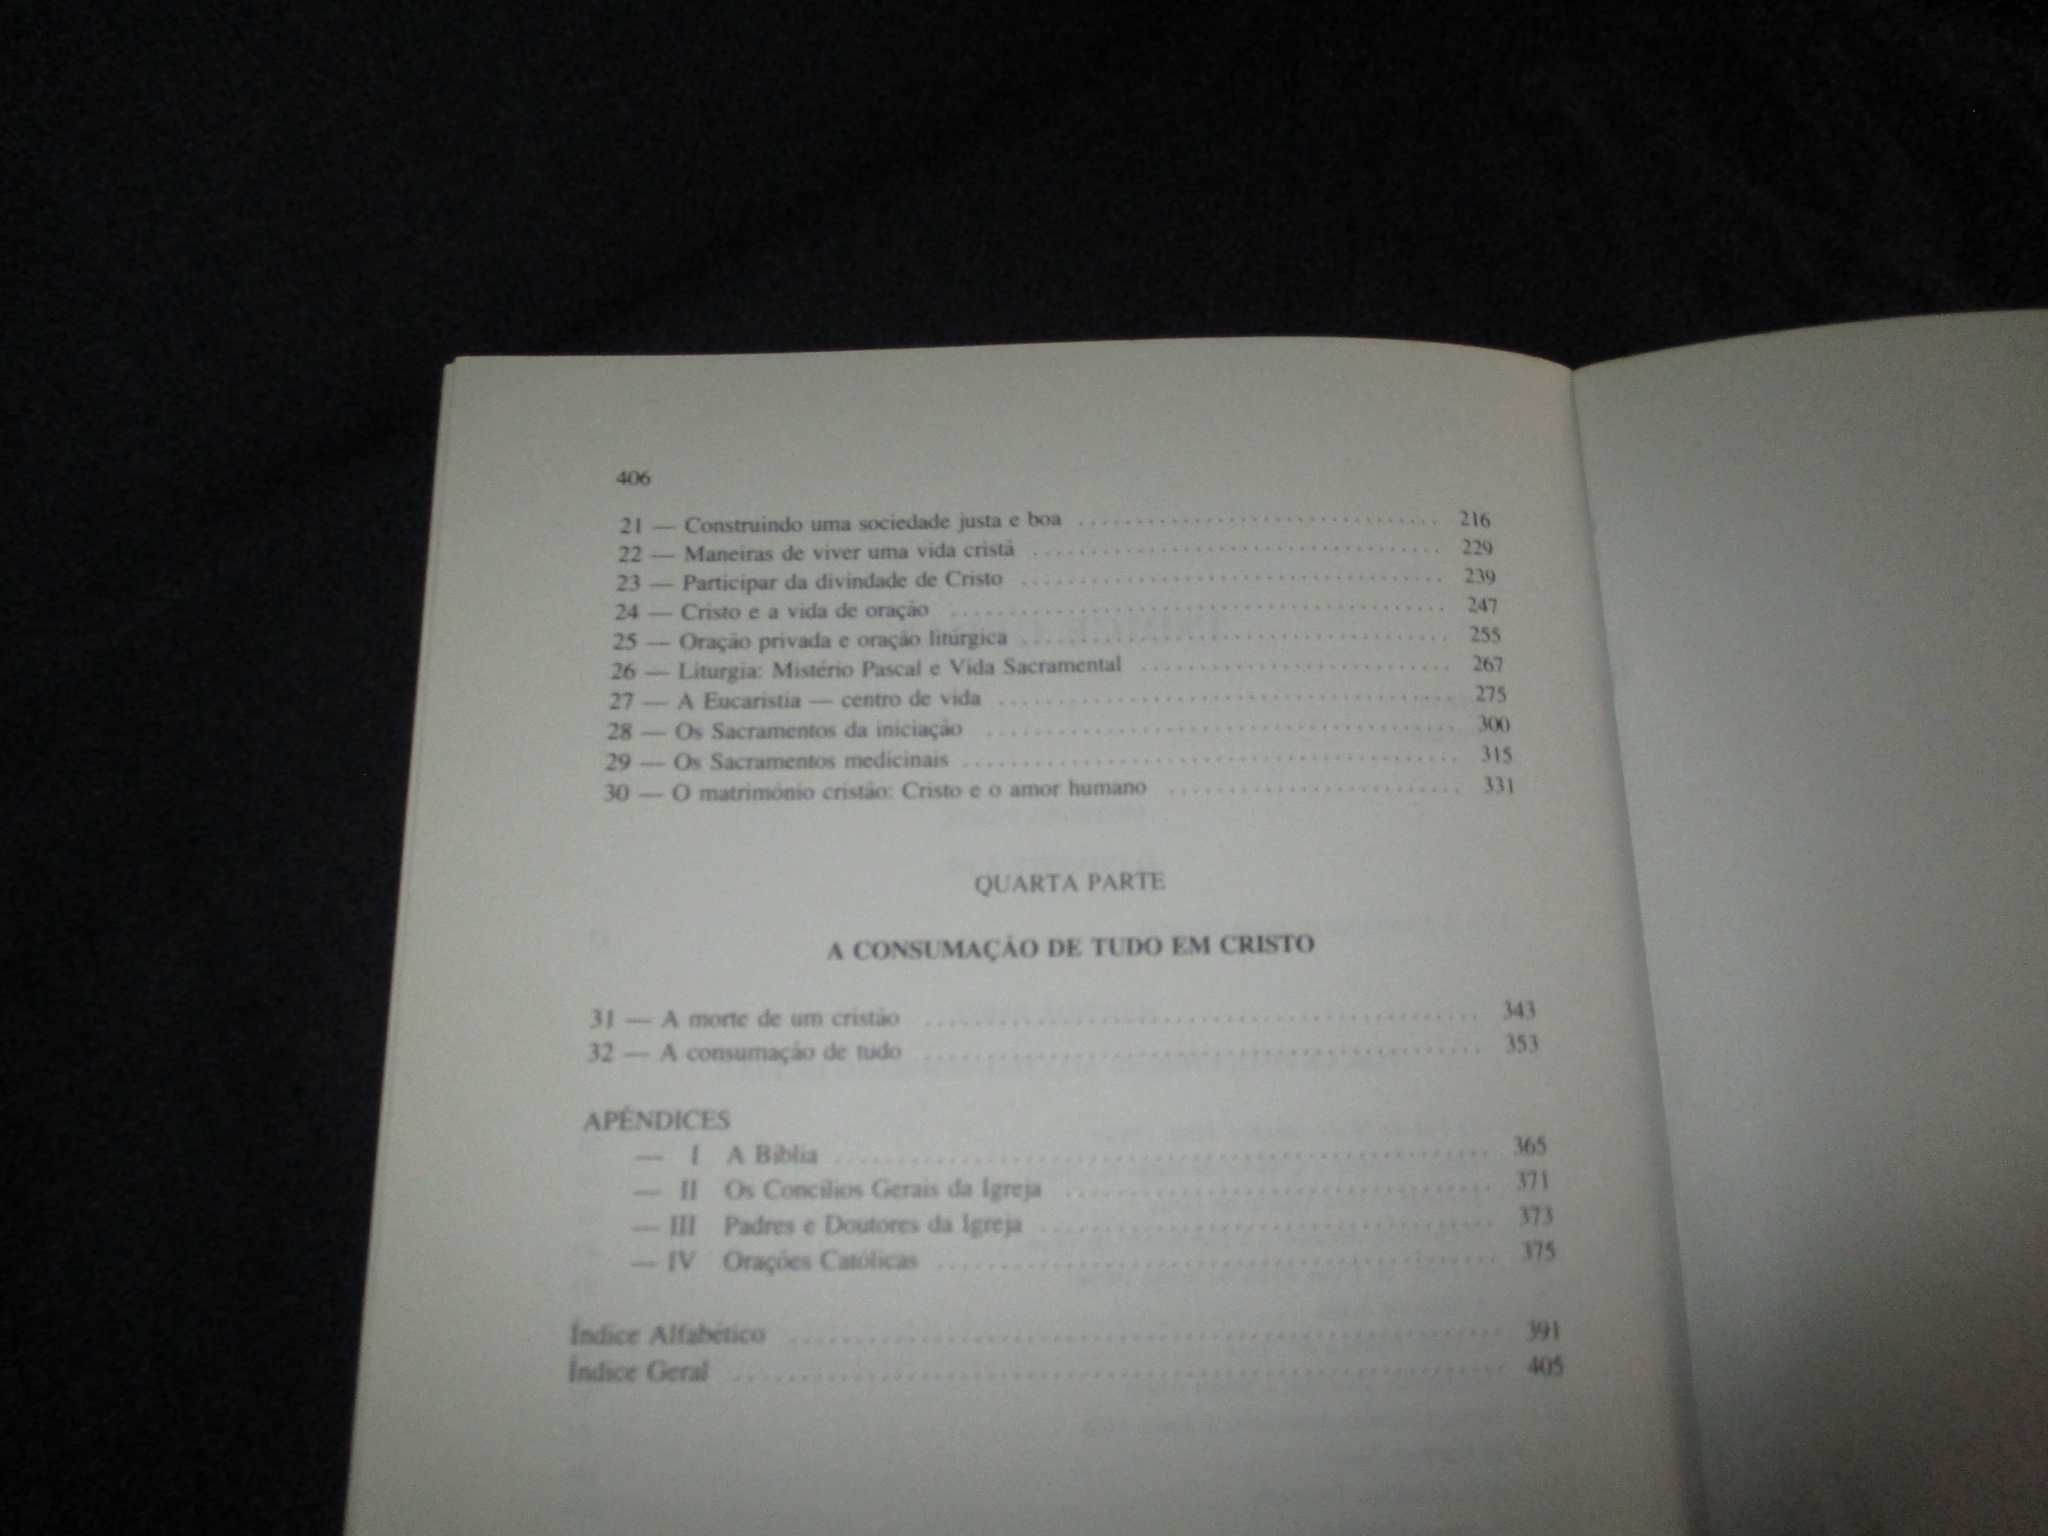 406
21 — Construindo uma sociedade justa e boa ........ 216
22 — Maneiras de viver uma vida cristã ........ 229
23 — Participar da divindade de Cristo ........ 239
24 — Cristo e a vida de oração ........ 247
25 — Oração privada e oração litúrgica ........ 255
26 — Liturgia: Mistério Pascal e Vida Sacramental ........ 267
27 — A Eucaristia — centro de vida ........ 275
28 — Os Sacramentos da iniciação ........ 300
29 — Os Sacramentos medicinais ........ 315
30 — O matrimónio cristão: Cristo e o amor humano ........ 331
QUARTA PARTE
A CONSUMAÇÃO DE TUDO EM CRISTO
31 — A morte de um cristão ........ 343
32 — A consumação de tudo ........ 353
APÊNDICES
— I A Bíblia ........ 365
— II Os Concílios Gerais da Igreja ........ 371
— III Padres e Doutores da Igreja ........ 373
— IV Orações Católicas ........ 375
Índice Alfabético ........ 391
Índice Geral ........ 405